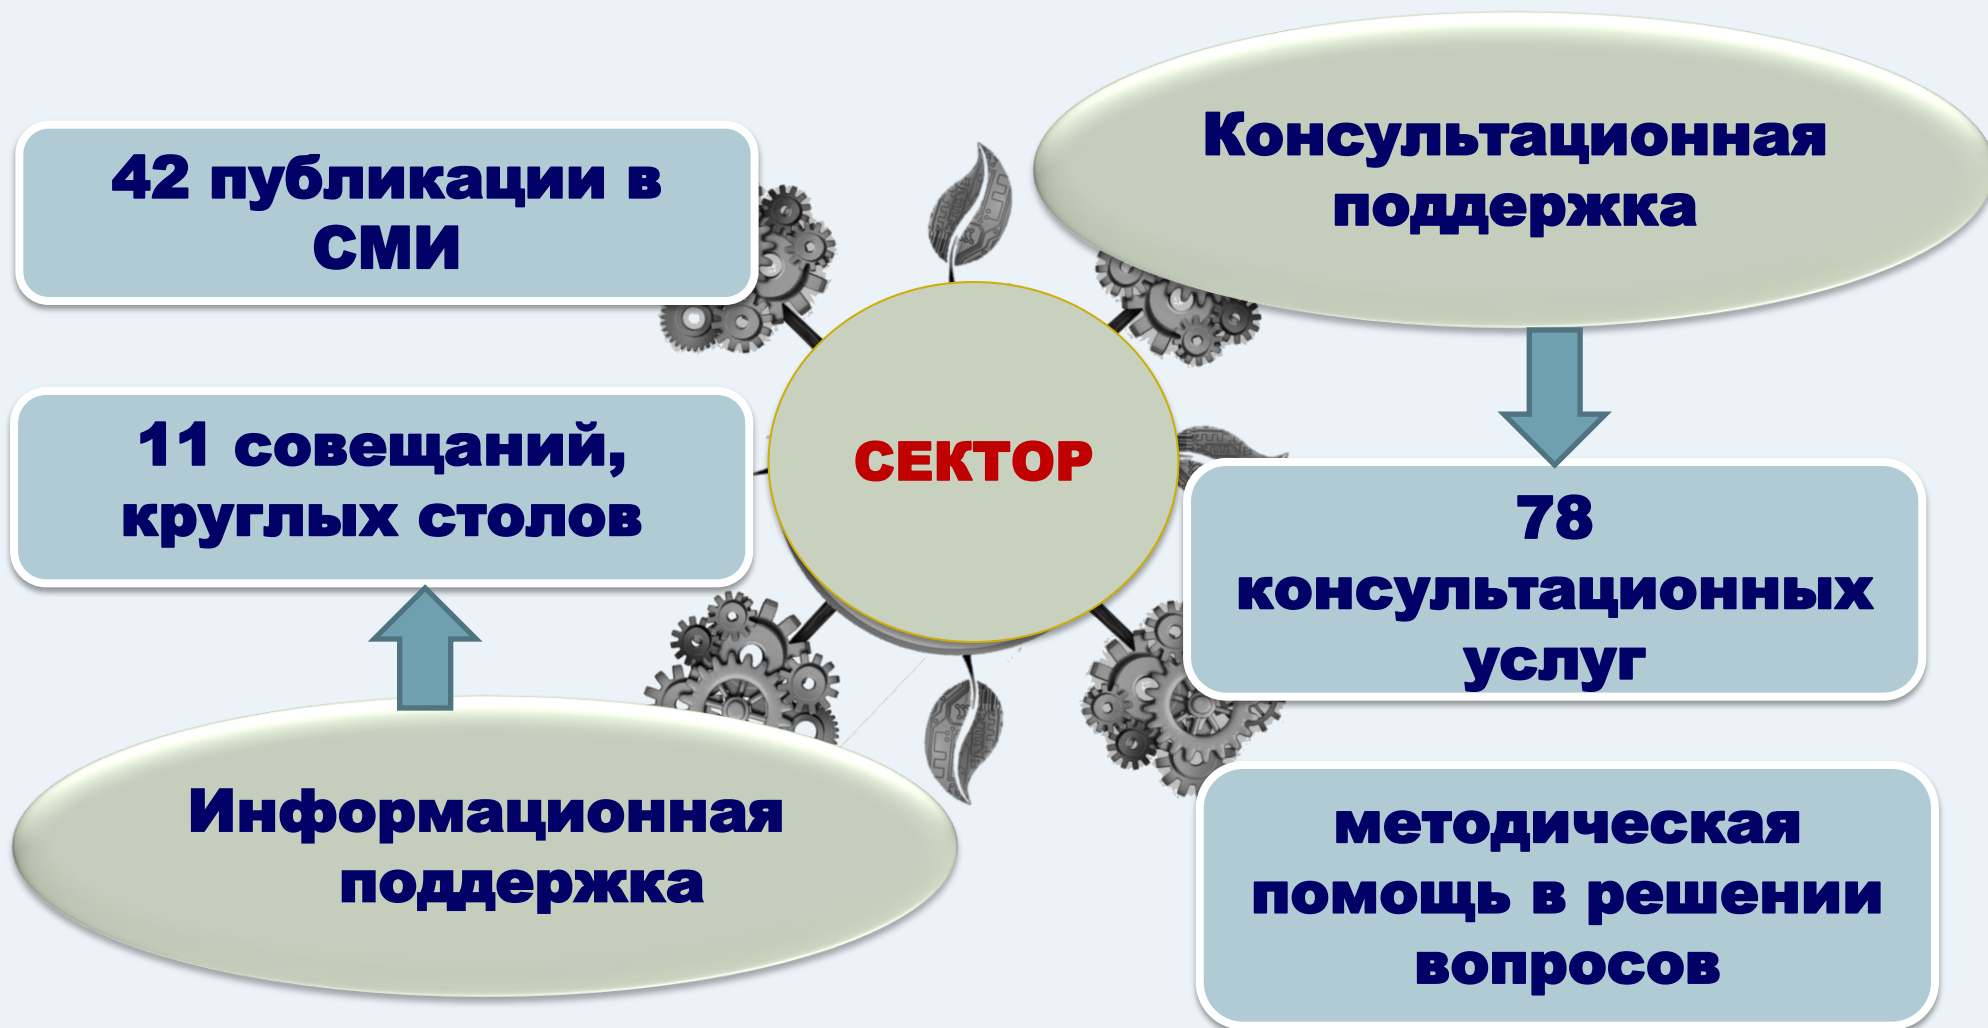 42 публикации в
СМИ
11 совещаний,
круглых столов
Информационная
поддержка
СЕКТОР
Консультационная
поддержка
78
консультационных
услуг
методическая
помощь в решении
вопросов